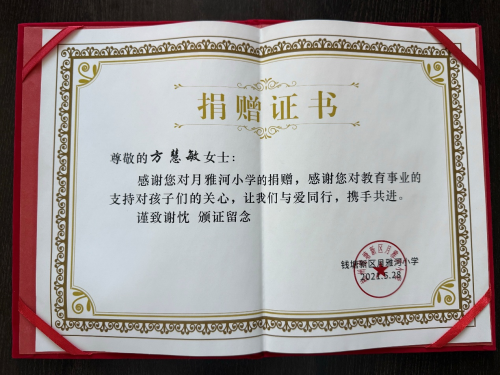 捐赠证书
尊敬的方慧敏女士：
感谢您对月雅河小学的捐赠，感谢您对教育事业的
支持对孩子们的关心，让我们与爱同行，携手共进。
谨致谢忱 颁证留念
钱塘新区月雅河小学
2021.5.28